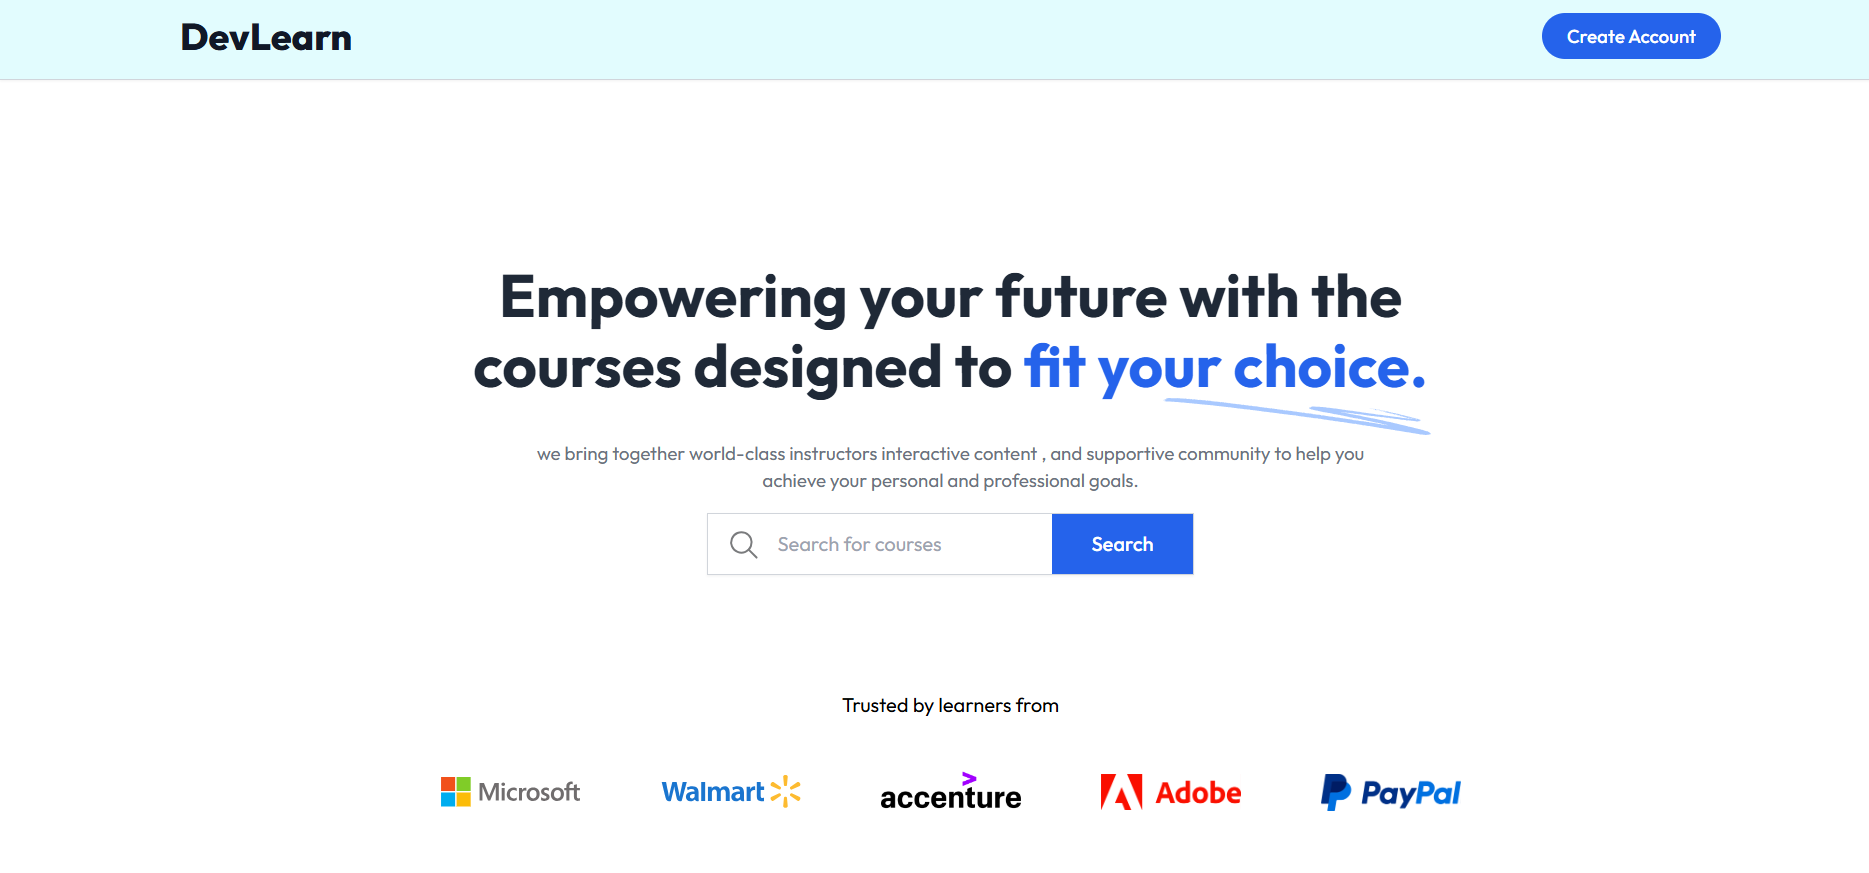 DevLearn
Create Account
Empowering your future with the
courses designed to fit your choice.
we bring together world-class instructors interactive content , and supportive community to help you
achieve your personal and professional goals.
Search for courses
Search
Trusted by learners from
Microsoft
Walmart
accenture
Adobe
PayPal